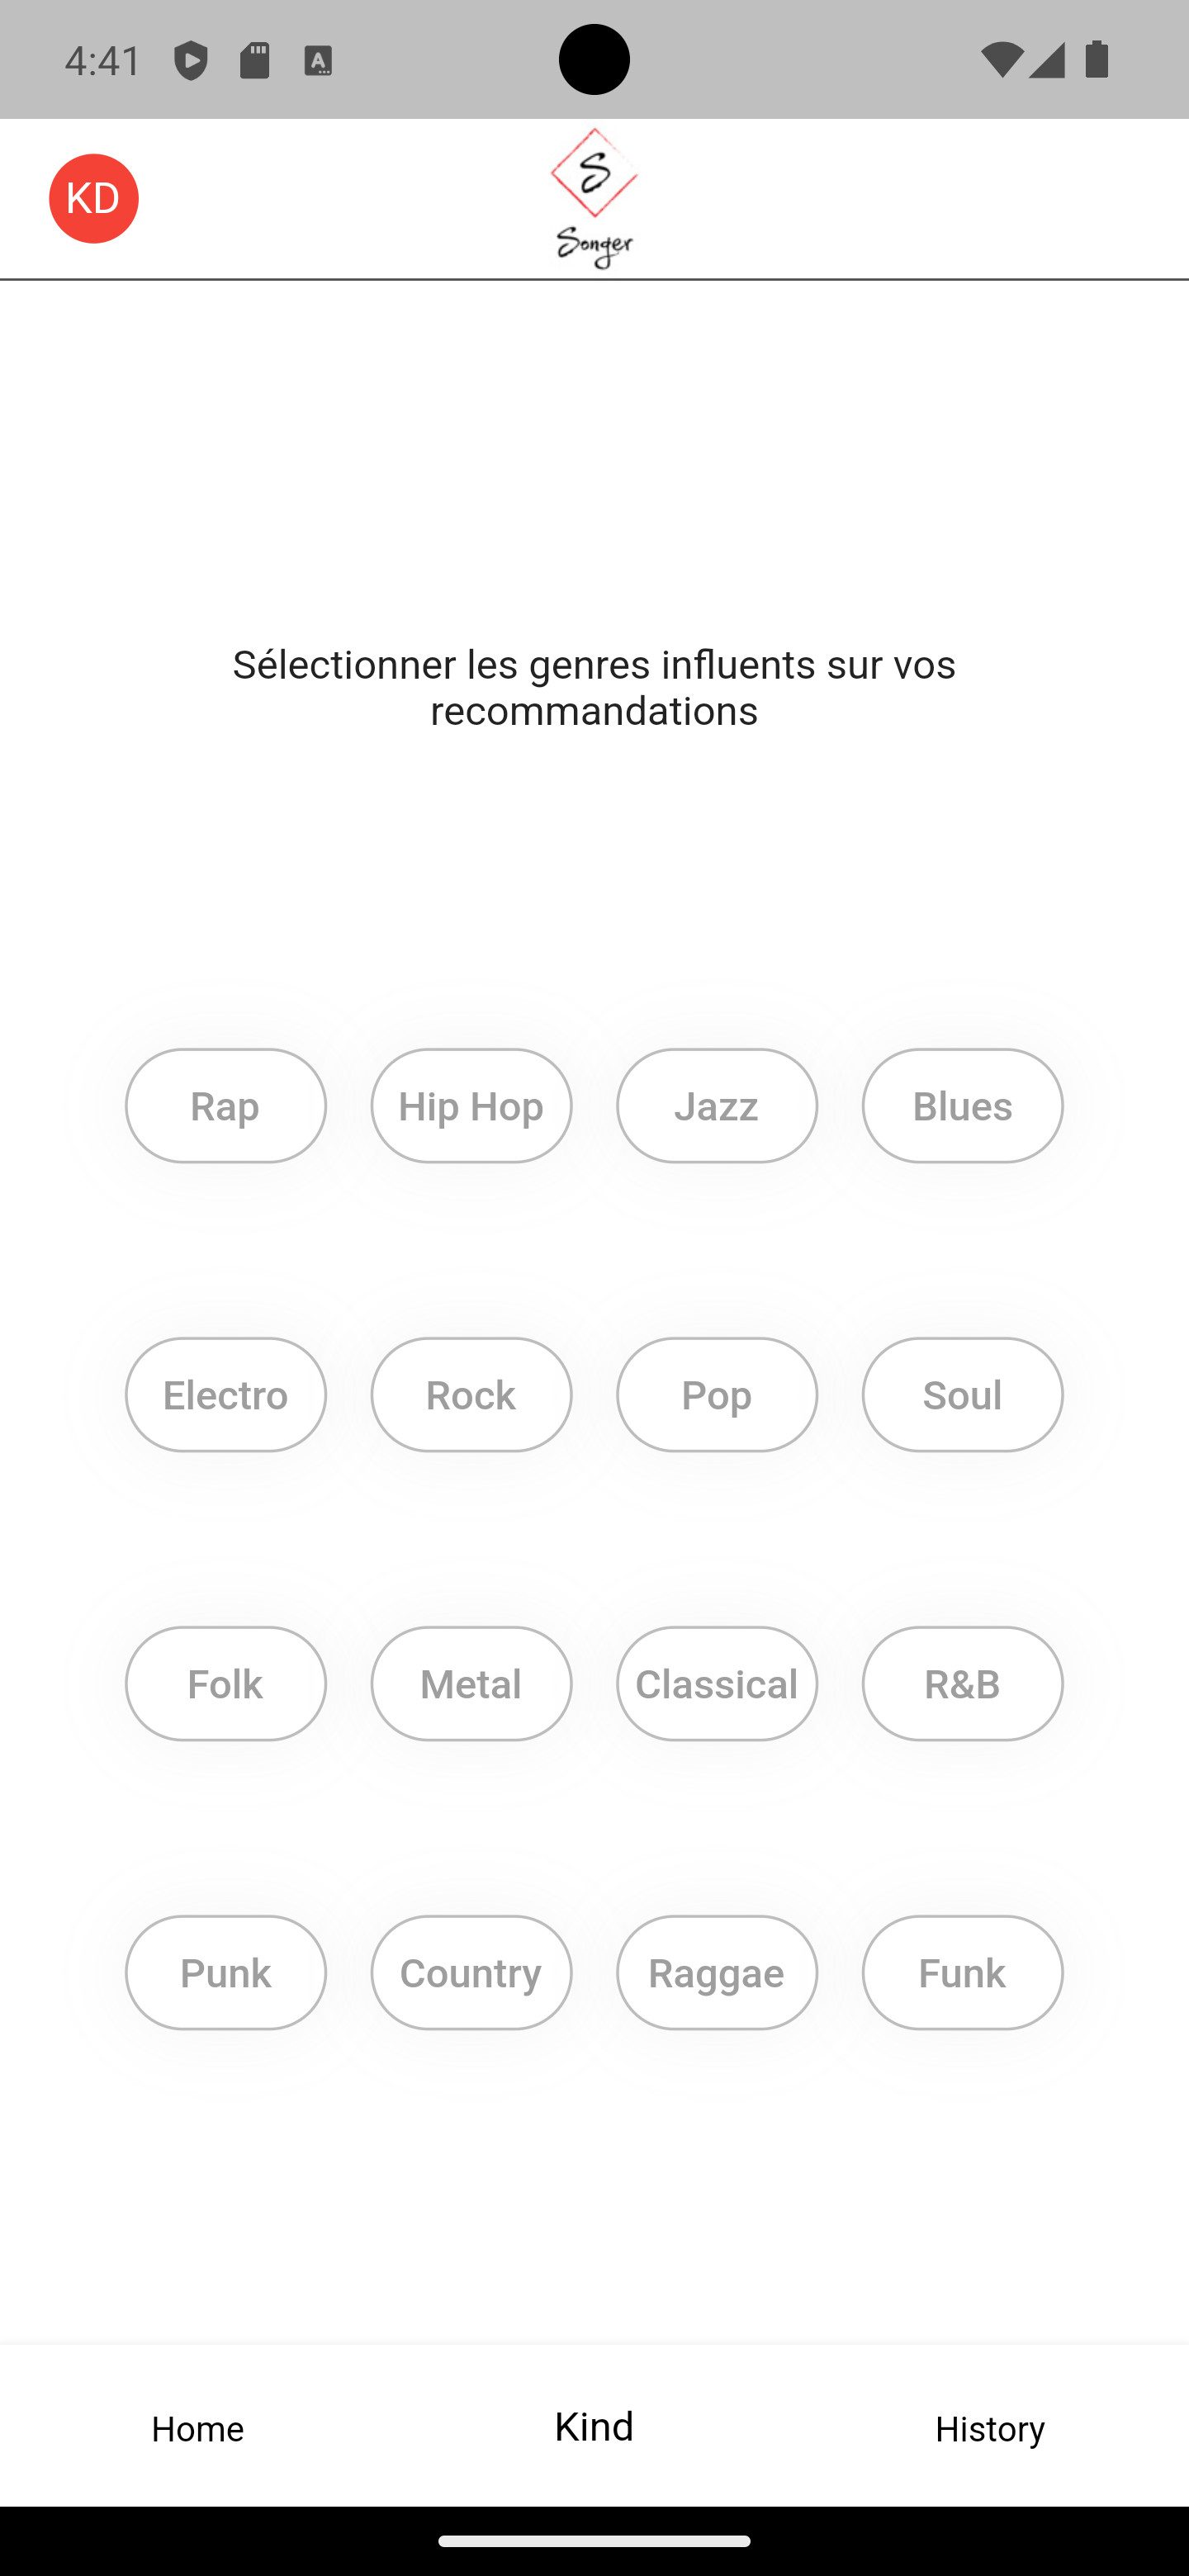 4:41
KD
S
Songer
Sélectionner les genres influents sur vos
recommandations
Rap Hip Hop Jazz Blues
Electro Rock Pop Soul
Folk Metal Classical R&B
Punk Country Raggae Funk
Home Kind History